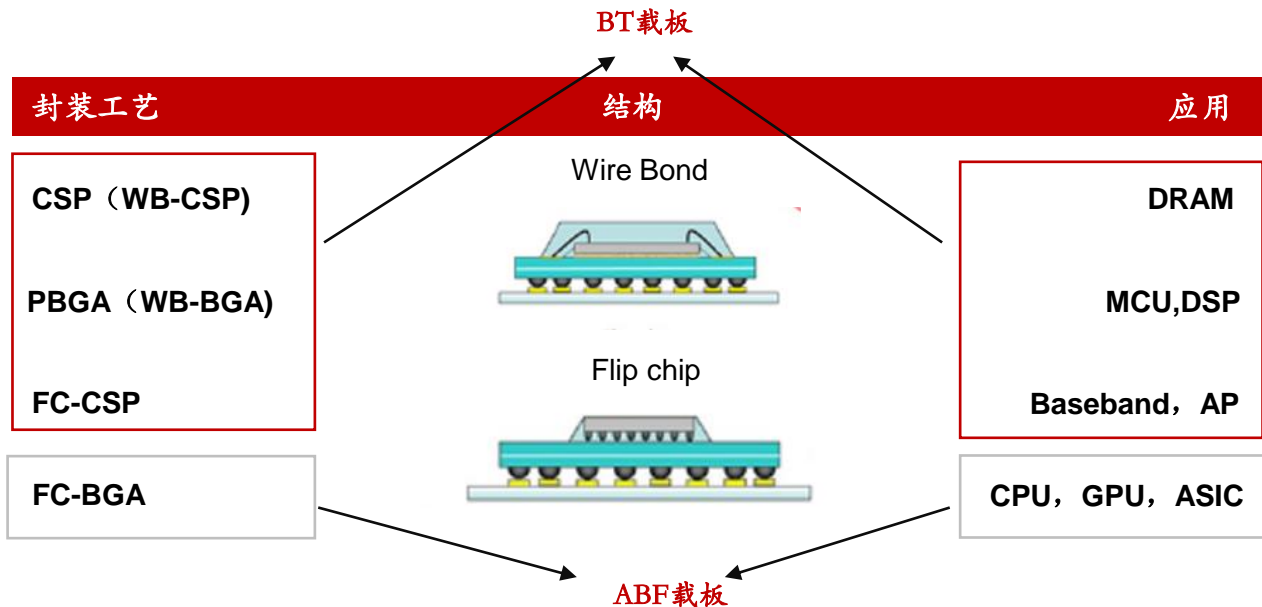 BT载板
封装工艺 结构 应用
Wire Bond
CSP（WB-CSP) DRAM
PBGA（WB-BGA) MCU,DSP
Flip chip
FC-CSP Baseband，AP
FC-BGA CPU，GPU，ASIC
ABF载板